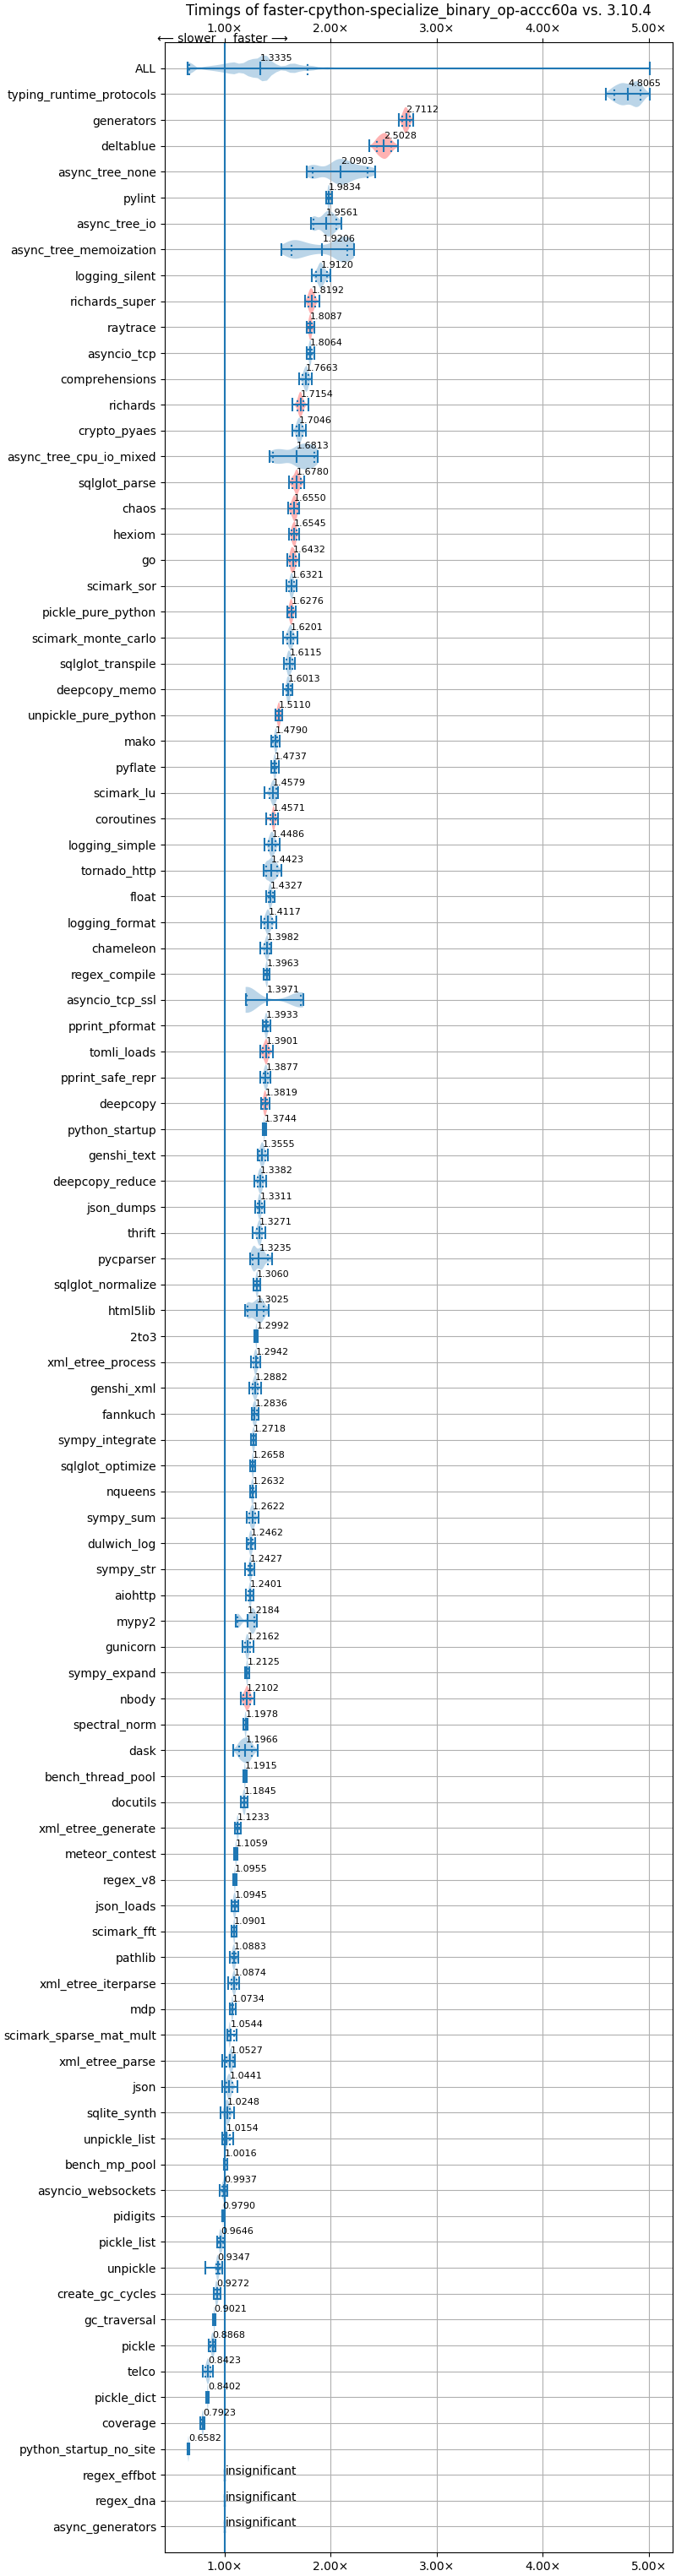 Timings of faster-cpython-specialize_binary_op-accc60a vs. 3.10.4
1.00× 2.00× 3.00× 4.00× 5.00×
⟵ slower faster ⟶
ALL 1.3335
typing_runtime_protocols 4.8065
generators 2.7112
deltablue 2.5028
async_tree_none 2.0903
pylint 1.9834
async_tree_io 1.9561
async_tree_memoization 1.9206
logging_silent 1.9120
richards_super 1.8192
raytrace 1.8087
asyncio_tcp 1.8064
comprehensions 1.7663
richards 1.7154
crypto_pyaes 1.7046
async_tree_cpu_io_mixed 1.6813
sqlglot_parse 1.6780
chaos 1.6550
hexiom 1.6545
go 1.6432
scimark_sor 1.6321
pickle_pure_python 1.6276
scimark_monte_carlo 1.6201
sqlglot_transpile 1.6115
deepcopy_memo 1.6013
unpickle_pure_python 1.5110
mako 1.4790
pyflate 1.4737
scimark_lu 1.4579
coroutines 1.4571
logging_simple 1.4486
tornado_http 1.4423
float 1.4327
logging_format 1.4117
chameleon 1.3982
regex_compile 1.3963
asyncio_tcp_ssl 1.3971
pprint_pformat 1.3933
tomli_loads 1.3901
pprint_safe_repr 1.3877
deepcopy 1.3819
python_startup 1.3744
genshi_text 1.3555
deepcopy_reduce 1.3382
json_dumps 1.3311
thrift 1.3271
pycparser 1.3235
sqlglot_normalize 1.3060
html5lib 1.3025
2to3 1.2992
xml_etree_process 1.2942
genshi_xml 1.2882
fannkuch 1.2836
sympy_integrate 1.2718
sqlglot_optimize 1.2658
nqueens 1.2632
sympy_sum 1.2622
dulwich_log 1.2462
sympy_str 1.2427
aiohttp 1.2401
mypy2 1.2184
gunicorn 1.2162
sympy_expand 1.2125
nbody 1.2102
spectral_norm 1.1978
dask 1.1966
bench_thread_pool 1.1915
docutils 1.1845
xml_etree_generate 1.1233
meteor_contest 1.1059
regex_v8 1.0955
json_loads 1.0945
scimark_fft 1.0901
pathlib 1.0883
xml_etree_iterparse 1.0874
mdp 1.0734
scimark_sparse_mat_mult 1.0544
xml_etree_parse 1.0527
json 1.0441
sqlite_synth 1.0248
unpickle_list 1.0154
bench_mp_pool 1.0016
asyncio_websockets 0.9937
pidigits 0.9790
pickle_list 0.9646
unpickle 0.9347
create_gc_cycles 0.9272
gc_traversal 0.9021
pickle 0.8868
telco 0.8423
pickle_dict 0.8402
coverage 0.7923
python_startup_no_site 0.6582
regex_effbot insignificant
regex_dna insignificant
async_generators insignificant
1.00× 2.00× 3.00× 4.00× 5.00×